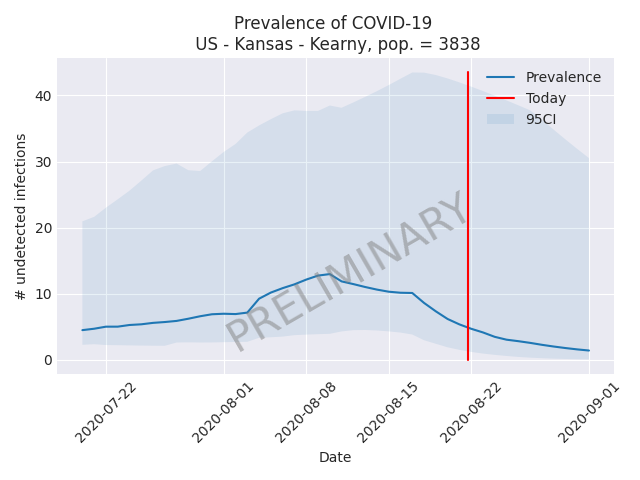 Prevalence of COVID-19
US - Kansas - Kearny, pop. = 3838
Prevalence
Today
95CI
PRELIMINARY
# undetected infections
40
30
20
10
0
2020-07-22
2020-08-01
2020-08-08
2020-08-15
2020-08-22
2020-09-01
Date